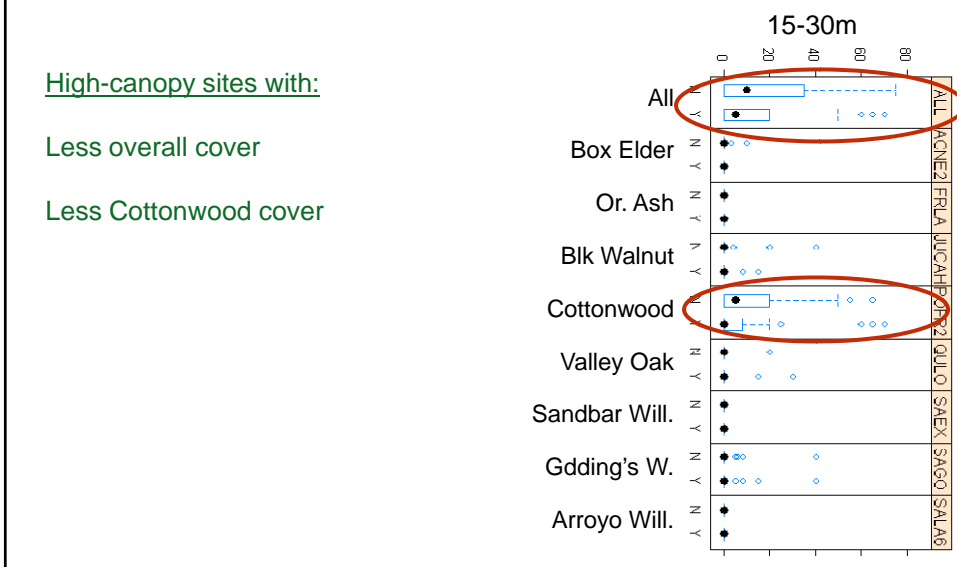 15-30m
0 20 40 60 80
High-canopy sites with:
Less overall cover
Less Cottonwood cover
All N Y ALL
Box Elder N Y ACNE2
Or. Ash N Y FRLA
Blk Walnut N Y JUCAH
Cottonwood N POFR2
Valley Oak N Y QULO
Sandbar Will. N Y SAEX
Gdding's W. N Y SAGO
Arroyo Will. N Y SALA6